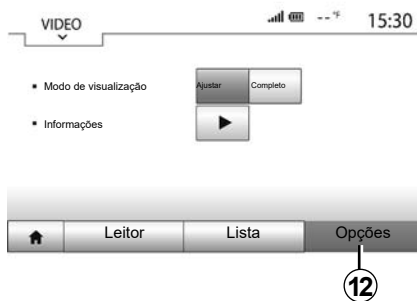 VIDEO
--°F
15:30
▪ Modo de visualização
Ajustar
Completo
▪ Informações
Leitor
Lista
Opções
12